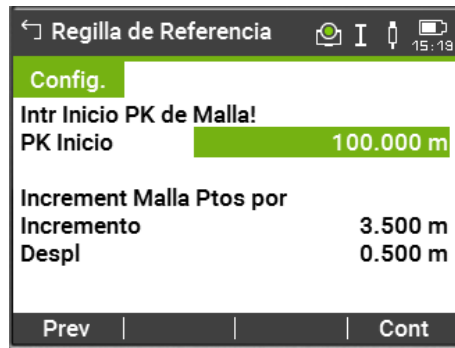 Regilla de Referencia
15:19
Config.
Intr Inicio PK de Malla!
PK Inicio 100.000 m
Increment Malla Ptos por
Incremento 3.500 m
Despl 0.500 m
Prev Cont